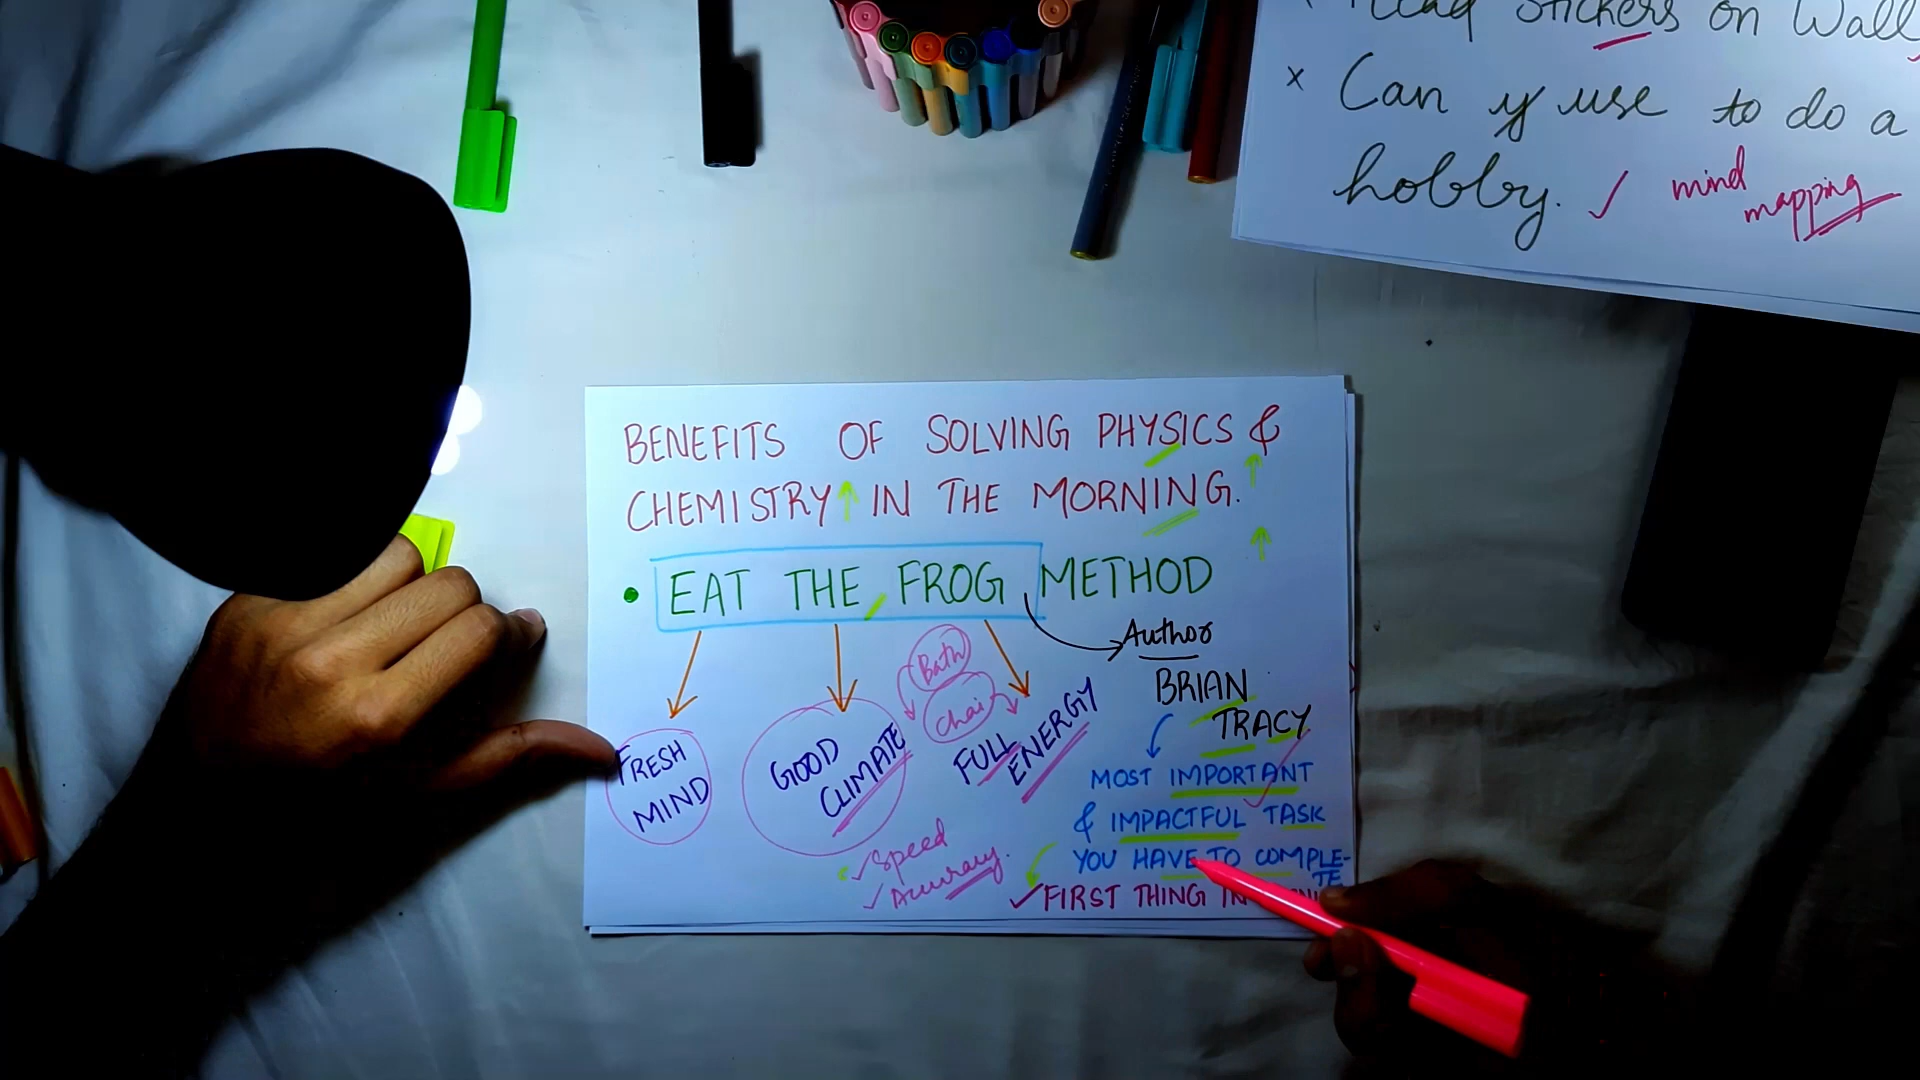 Stickers on Wall
x Can y use to do a
hobby. ✓ mind
mapping
BENEFITS OF SOLVING PHYSICS &
CHEMISTRY ↑ IN THE MORNING.
• EAT THE FROG METHOD
Author
BRIAN
TRACY
Bath
Chai
FRESH
MIND
GOOD
CLIMATE
FULL
ENERGY
MOST IMPORTANT
& IMPACTFUL TASK
YOU HAVE TO COMPLE-
TE
✓ FIRST THING IN
✓ Speed
✓ Accuracy.